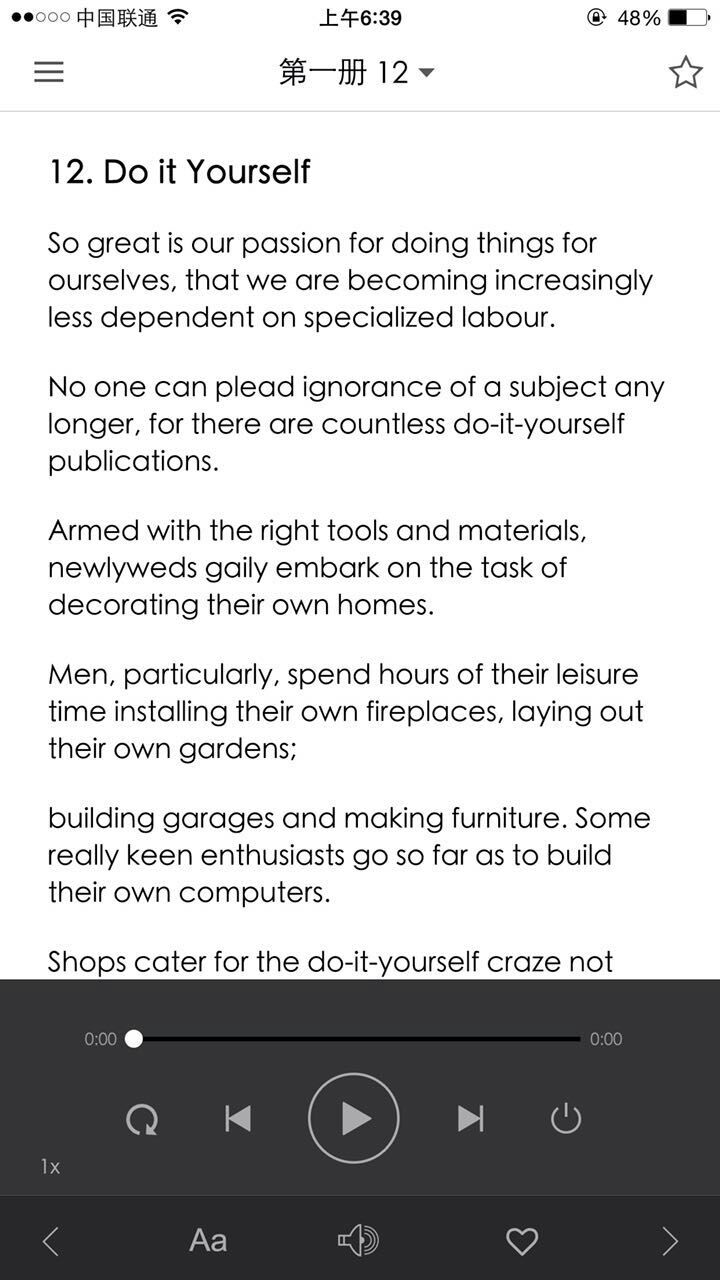 中国联通 上午6:39 48%
第一册 12
12. Do it Yourself
So great is our passion for doing things for
ourselves, that we are becoming increasingly
less dependent on specialized labour.
No one can plead ignorance of a subject any
longer, for there are countless do-it-yourself
publications.
Armed with the right tools and materials,
newlyweds gaily embark on the task of
decorating their own homes.
Men, particularly, spend hours of their leisure
time installing their own fireplaces, laying out
their own gardens;
building garages and making furniture. Some
really keen enthusiasts go so far as to build
their own computers.
Shops cater for the do-it-yourself craze not
0:00 0:00
1x
Aa